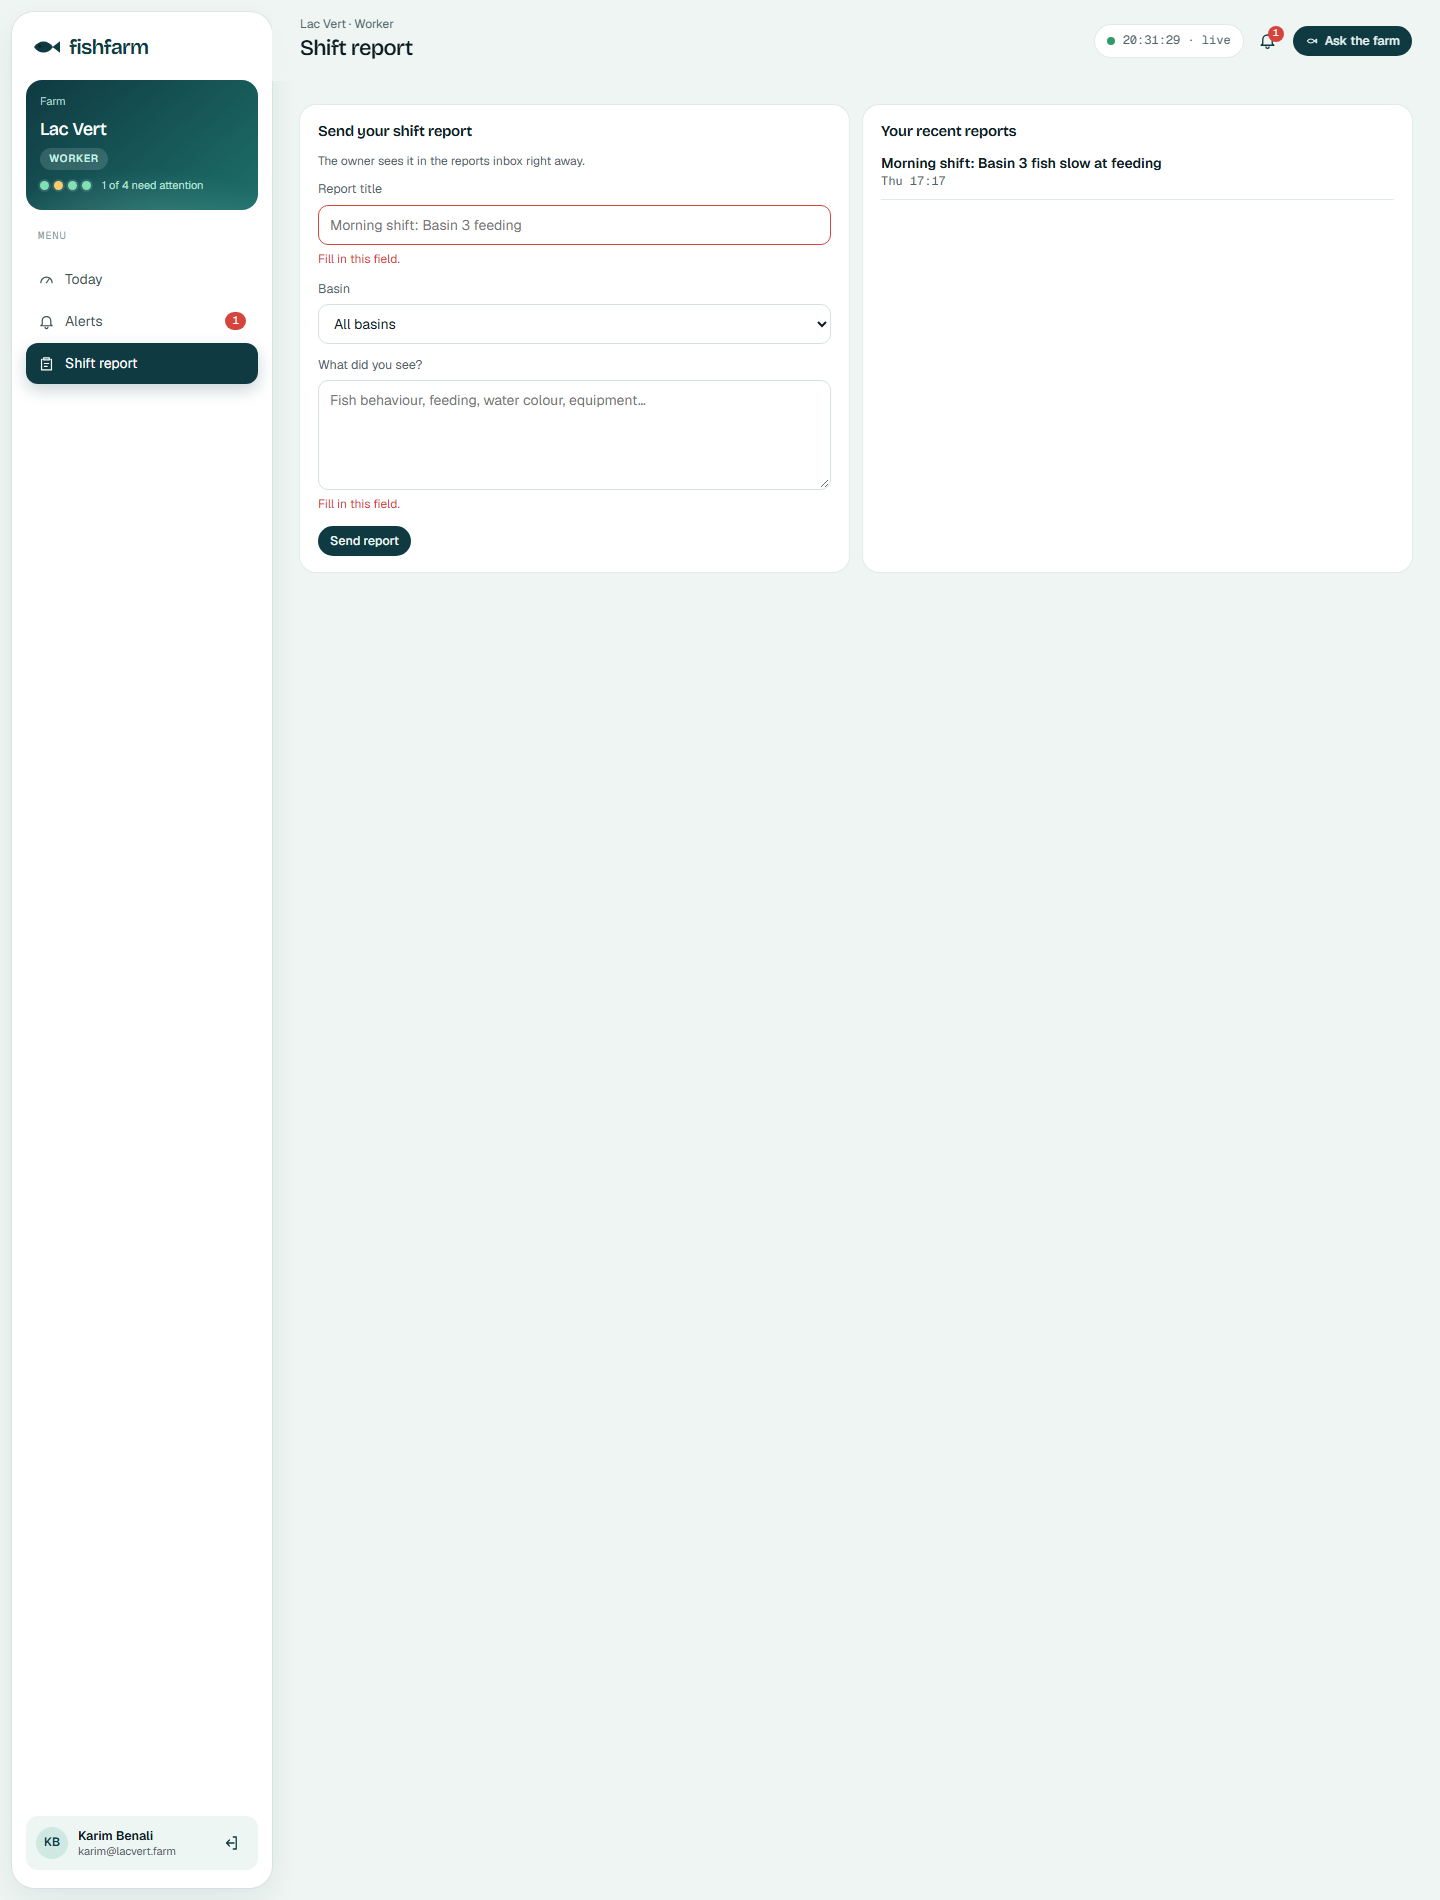 fishfarm
Farm
Lac Vert
WORKER
1 of 4 need attention
MENU
Today
Alerts
1
Shift report
Karim Benali
karim@lacvert.farm
KB
Lac Vert · Worker
Shift report
20:31:29 · live
1
Ask the farm
Send your shift report
The owner sees it in the reports inbox right away.
Report title
Morning shift: Basin 3 feeding
Fill in this field.
Basin
All basins
What did you see?
Fish behaviour, feeding, water colour, equipment…
Fill in this field.
Send report
Your recent reports
Morning shift: Basin 3 fish slow at feeding
Thu 17:17